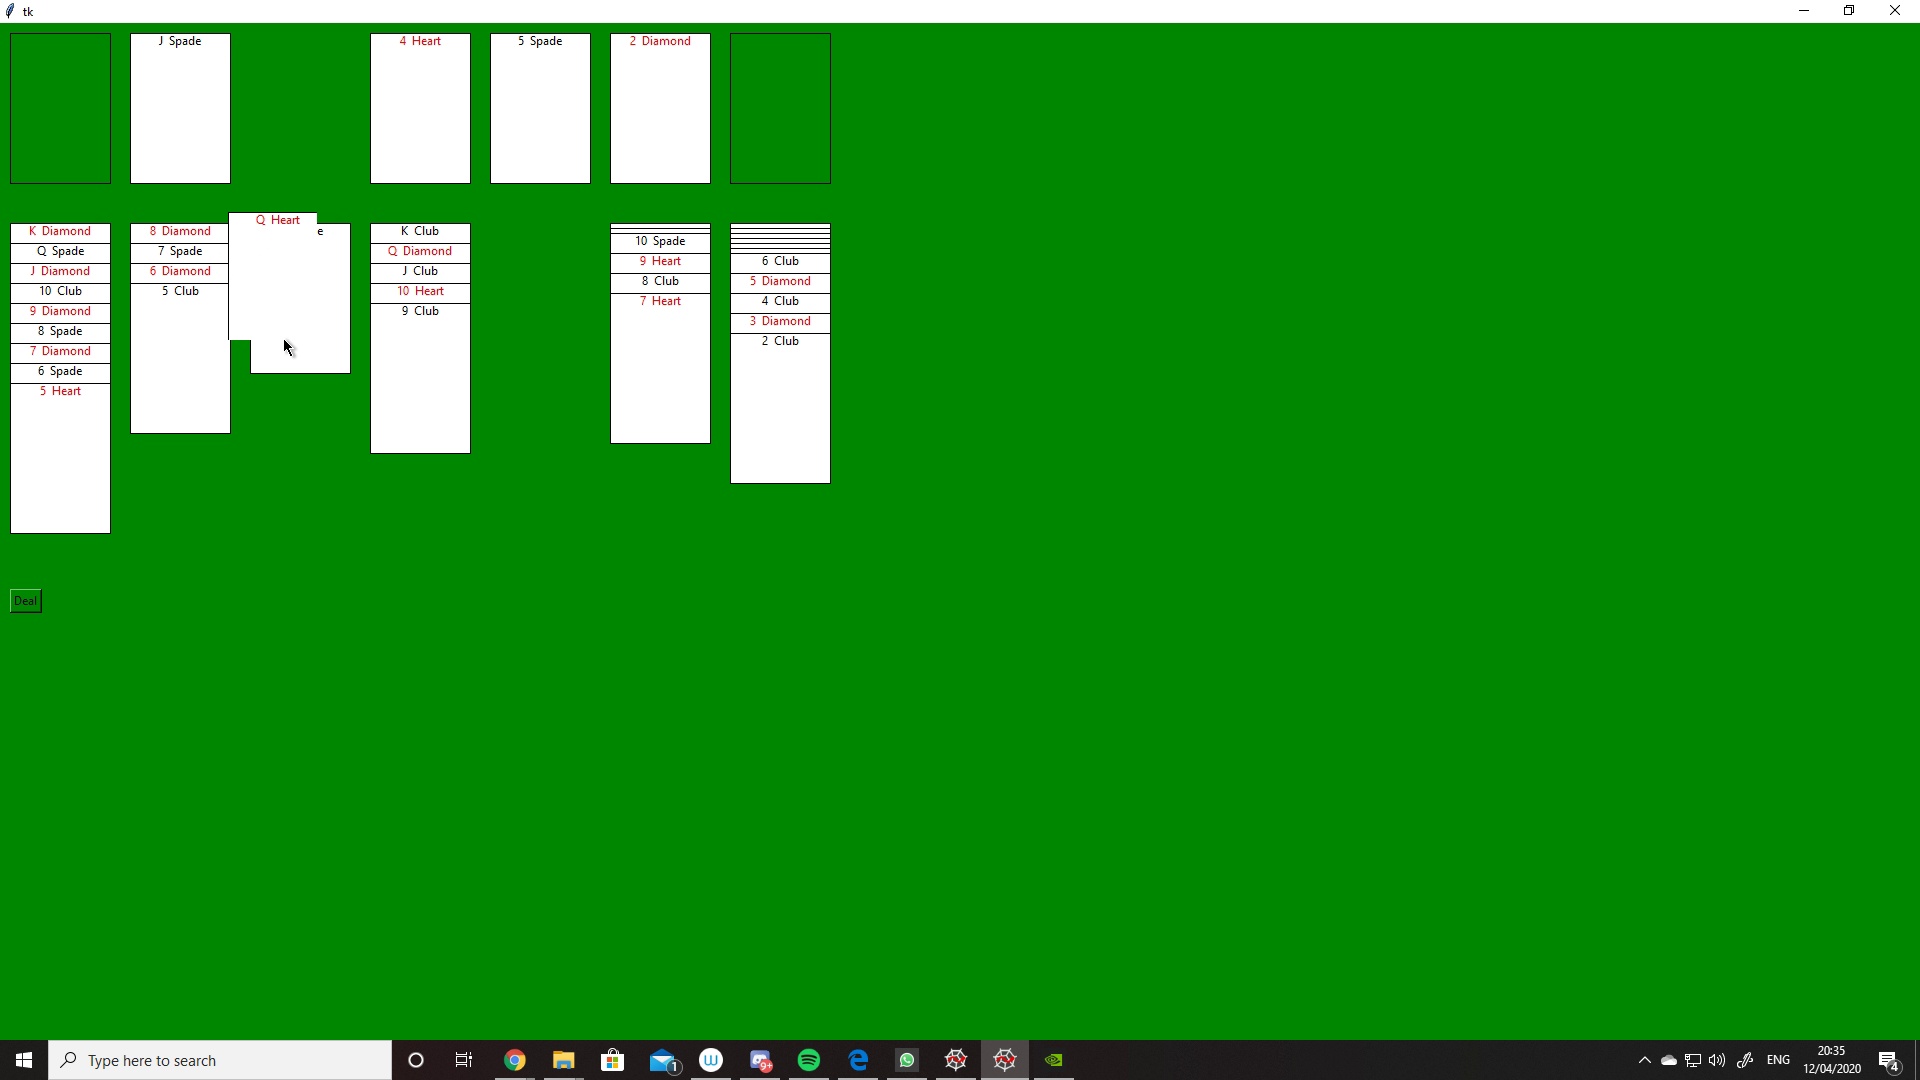 tk
J Spade
4 Heart
5 Spade
2 Diamond
K Diamond
Q Spade
J Diamond
10 Club
9 Diamond
8 Spade
7 Diamond
6 Spade
5 Heart
8 Diamond
7 Spade
6 Diamond
5 Club
Q Heart
e
K Club
Q Diamond
J Club
10 Heart
9 Club
10 Spade
9 Heart
8 Club
7 Heart
6 Club
5 Diamond
4 Club
3 Diamond
2 Club
Deal
Type here to search
1
W
9+
ENG
20:35
12/04/2020
4